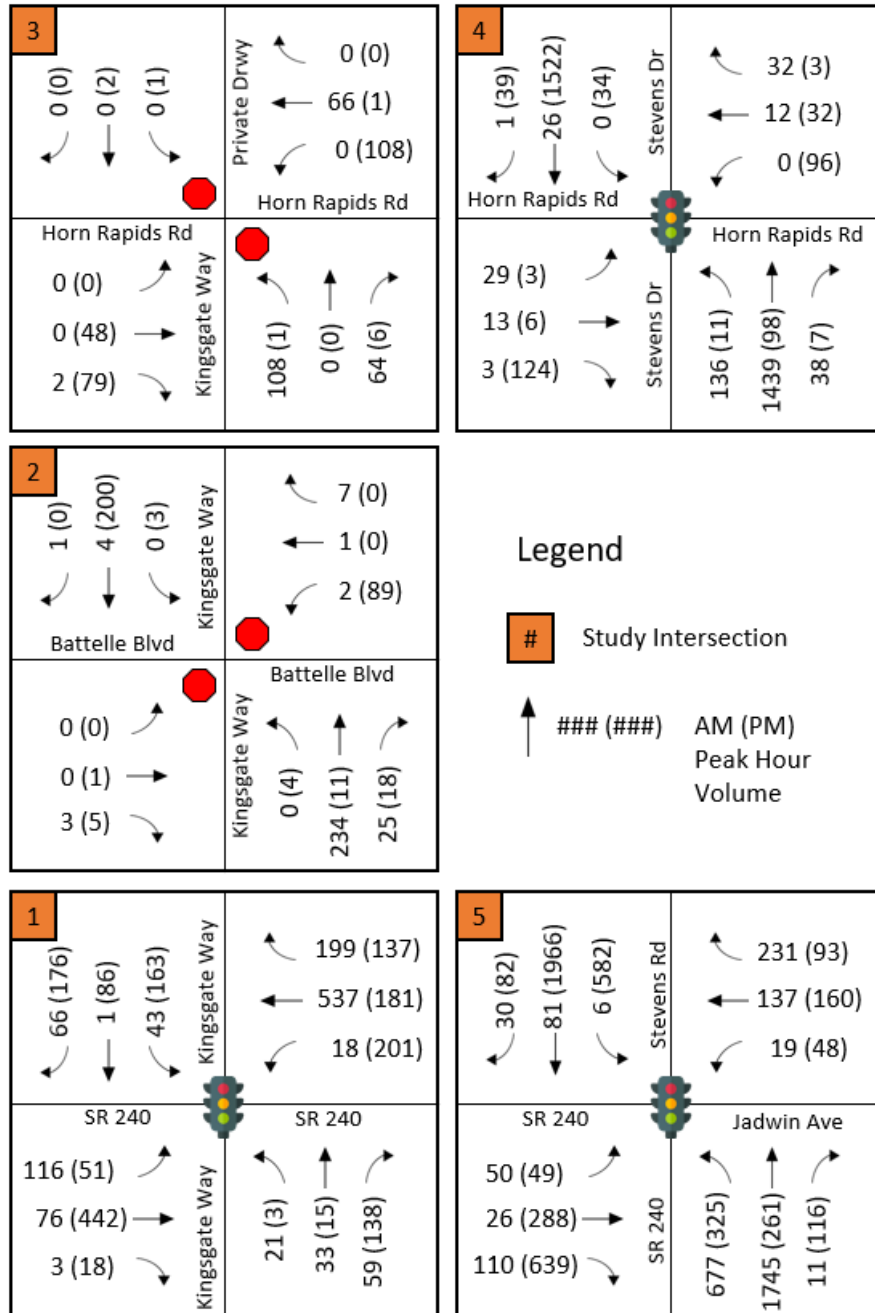 3
0 (0)
0 (2)
0 (1)
Private Drwy
0 (0)
66 (1)
0 (108)
Horn Rapids Rd
Horn Rapids Rd
0 (0)
0 (48)
2 (79)
Kingsgate Way
108 (1)
0 (0)
64 (6)
4
1 (39)
26 (1522)
0 (34)
Stevens Dr
32 (3)
12 (32)
0 (96)
Horn Rapids Rd
Horn Rapids Rd
29 (3)
13 (6)
3 (124)
Stevens Dr
136 (11)
1439 (98)
38 (7)
2
1 (0)
4 (200)
0 (3)
Kingsgate Way
7 (0)
1 (0)
2 (89)
Battelle Blvd
Battelle Blvd
0 (0)
0 (1)
3 (5)
Kingsgate Way
0 (4)
234 (11)
25 (18)
Legend
# Study Intersection
### (###) AM (PM)
Peak Hour
Volume
1
66 (176)
1 (86)
43 (163)
Kingsgate Way
199 (137)
537 (181)
18 (201)
SR 240
SR 240
116 (51)
76 (442)
3 (18)
Kingsgate Way
21 (3)
33 (15)
59 (138)
5
30 (82)
81 (1966)
6 (582)
Stevens Rd
231 (93)
137 (160)
19 (48)
SR 240
Jadwin Ave
50 (49)
26 (288)
110 (639)
SR 240
677 (325)
1745 (261)
11 (116)